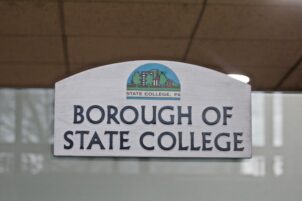 STATE COLLEGE, PA
BOROUGH OF
STATE COLLEGE